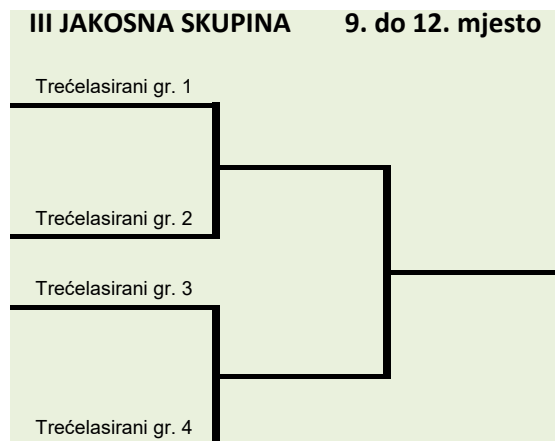 III JAKOSNA SKUPINA 9. do 12. mjesto
Trećelasirani gr. 1
Trećelasirani gr. 2
Trećelasirani gr. 3
Trećelasirani gr. 4